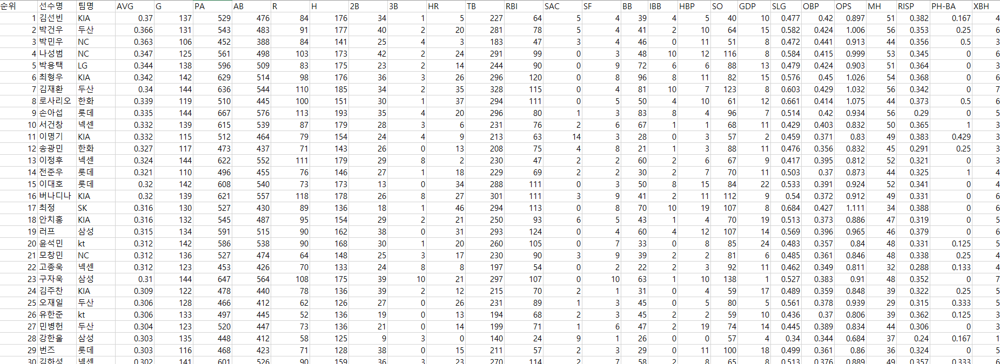 순위 선수명 팀명 AVG G PA AB R H 2B 3B HR TB RBI SAC SF BB IBB HBP SO GDP SLG OBP OPS MH RISP PH-BA XBH
1 김선빈 KIA 0.37 137 529 476 84 176 34 1 5 227 64 5 4 39 4 5 40 10 0.477 0.42 0.897 51 0.382 0.167 4
2 박건우 두산 0.366 131 543 483 91 177 40 2 20 281 78 5 4 41 2 10 64 15 0.582 0.424 1.006 56 0.353 0.25 6
3 박민우 NC 0.363 106 452 388 84 141 25 4 3 183 47 3 4 46 0 11 51 8 0.472 0.441 0.913 44 0.356 0.5 3
4 나성범 NC 0.347 125 561 498 103 173 42 2 24 291 99 0 3 48 10 12 116 8 0.584 0.415 0.999 53 0.345 0 6
5 박용택 LG 0.344 138 596 509 83 175 23 2 14 244 90 0 9 72 6 6 88 13 0.479 0.424 0.903 51 0.364 0 3
6 최형우 KIA 0.342 142 629 514 98 176 36 3 26 296 120 0 8 96 8 11 82 15 0.576 0.45 1.026 54 0.368 0 6
7 김재환 두산 0.34 144 636 544 110 185 34 2 35 328 115 0 4 81 10 7 123 8 0.603 0.429 1.032 56 0.342 0 7
8 로사리오 한화 0.339 119 510 445 100 151 30 1 37 294 111 0 5 50 4 10 61 12 0.661 0.414 1.075 44 0.373 0.5 6
9 손아섭 롯데 0.335 144 667 576 113 193 35 4 20 296 80 1 3 83 8 4 96 7 0.514 0.42 0.934 56 0.29 0 5
10 서건창 넥센 0.332 139 615 539 87 179 28 3 6 231 76 2 6 67 1 1 68 11 0.429 0.403 0.832 50 0.365 1 3
11 이명기 KIA 0.332 115 512 464 79 154 24 4 9 213 63 14 3 28 0 3 57 2 0.459 0.371 0.83 49 0.383 0.429 3
12 송광민 한화 0.327 117 473 437 71 143 26 0 13 208 75 4 8 21 1 3 88 11 0.476 0.356 0.832 45 0.291 0.25 3
13 이정후 넥센 0.324 144 622 552 111 179 29 8 2 230 47 2 2 60 2 6 67 9 0.417 0.395 0.812 52 0.321 0 3
14 전준우 롯데 0.321 110 496 455 76 146 27 1 18 229 69 2 2 30 2 7 70 11 0.503 0.37 0.873 44 0.325 1 4
15 이대호 롯데 0.32 142 608 540 73 173 13 0 34 288 111 0 3 50 8 15 84 22 0.533 0.391 0.924 52 0.341 0 4
16 버나디나 KIA 0.32 139 621 557 118 178 26 8 27 301 111 3 9 41 2 11 112 9 0.54 0.372 0.912 49 0.331 0 6
17 최정 SK 0.316 130 527 430 89 136 18 1 46 294 113 0 8 70 10 19 107 8 0.684 0.427 1.111 34 0.388 0 6
18 안치홍 KIA 0.316 132 545 487 95 154 29 2 21 250 93 6 5 43 1 4 70 19 0.513 0.373 0.886 47 0.319 0 5
19 러프 삼성 0.315 134 591 515 90 162 38 0 31 293 124 0 4 60 4 12 107 14 0.569 0.396 0.965 46 0.379 0 6
20 윤석민 kt 0.312 142 586 538 90 168 30 1 20 260 105 0 7 33 0 8 85 24 0.483 0.357 0.84 48 0.331 0.125 5
21 모창민 NC 0.312 136 527 474 64 148 25 3 17 230 90 3 9 39 2 2 81 6 0.485 0.361 0.846 48 0.338 0.25 4
22 고종욱 넥센 0.312 123 453 426 70 133 24 8 8 197 54 0 2 22 2 3 92 11 0.462 0.349 0.811 32 0.288 0.133 4
23 구자욱 삼성 0.31 144 647 564 108 175 39 10 21 297 107 0 10 63 1 10 138 1 0.527 0.383 0.91 48 0.352 0 7
24 김주찬 KIA 0.309 122 478 440 78 136 39 2 12 215 70 2 1 31 0 4 59 17 0.489 0.359 0.848 39 0.322 0.25 5
25 오재일 두산 0.306 128 466 412 62 126 27 0 26 231 89 1 3 45 0 5 80 5 0.561 0.378 0.939 29 0.315 0.333 5
26 유한준 kt 0.306 133 497 445 52 136 19 0 13 194 68 2 3 45 2 2 59 10 0.436 0.37 0.806 39 0.362 0.125 3
27 민병헌 두산 0.304 123 520 447 73 136 21 0 14 199 71 1 6 47 2 19 74 14 0.445 0.389 0.834 44 0.306 0 3
28 강한울 삼성 0.303 135 448 412 58 125 9 3 0 140 24 9 1 26 0 0 57 4 0.34 0.344 0.684 37 0.24 0.167 1
29 번즈 롯데 0.303 116 468 423 71 128 38 0 15 211 57 2 3 29 0 11 100 18 0.499 0.361 0.86 36 0.324 0 5
30 김하성 넥센 0.302 141 601 526 90 159 36 3 23 270 114 2 7 58 2 8 65 8 0.513 0.376 0.889 49 0.357 0.333 6